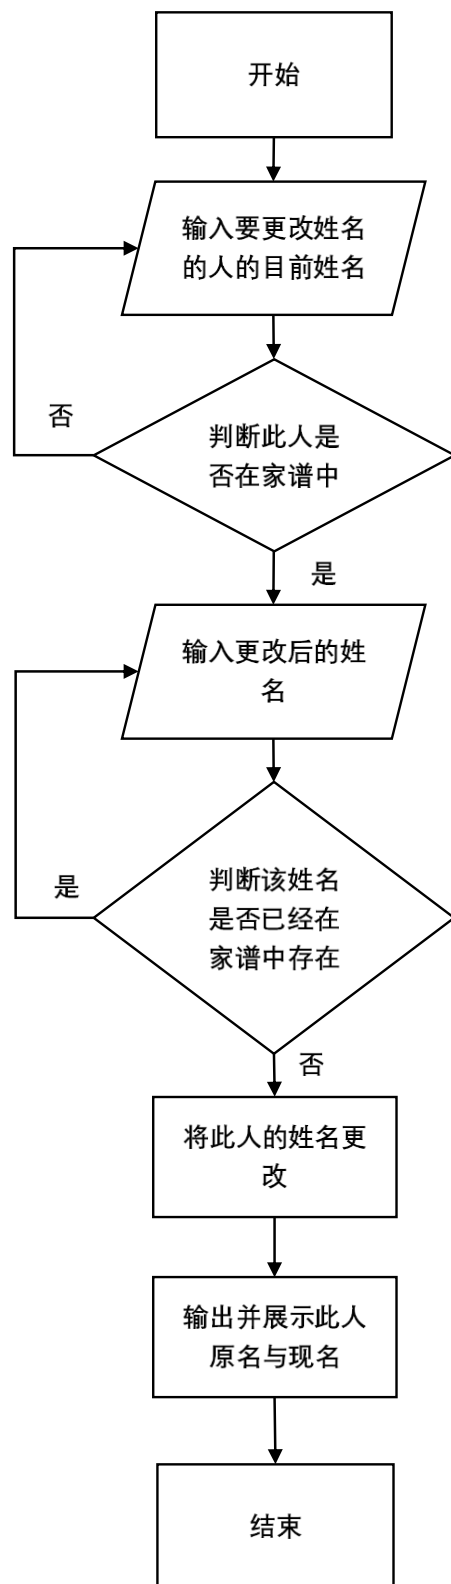 开始
输入要更改姓名
的人的目前姓名
否
判断此人是
否在家谱中
是
输入更改后的姓
名
判断该姓名
是否已经在
家谱中存在
是
否
将此人的姓名更
改
输出并展示此人
原名与现名
结束